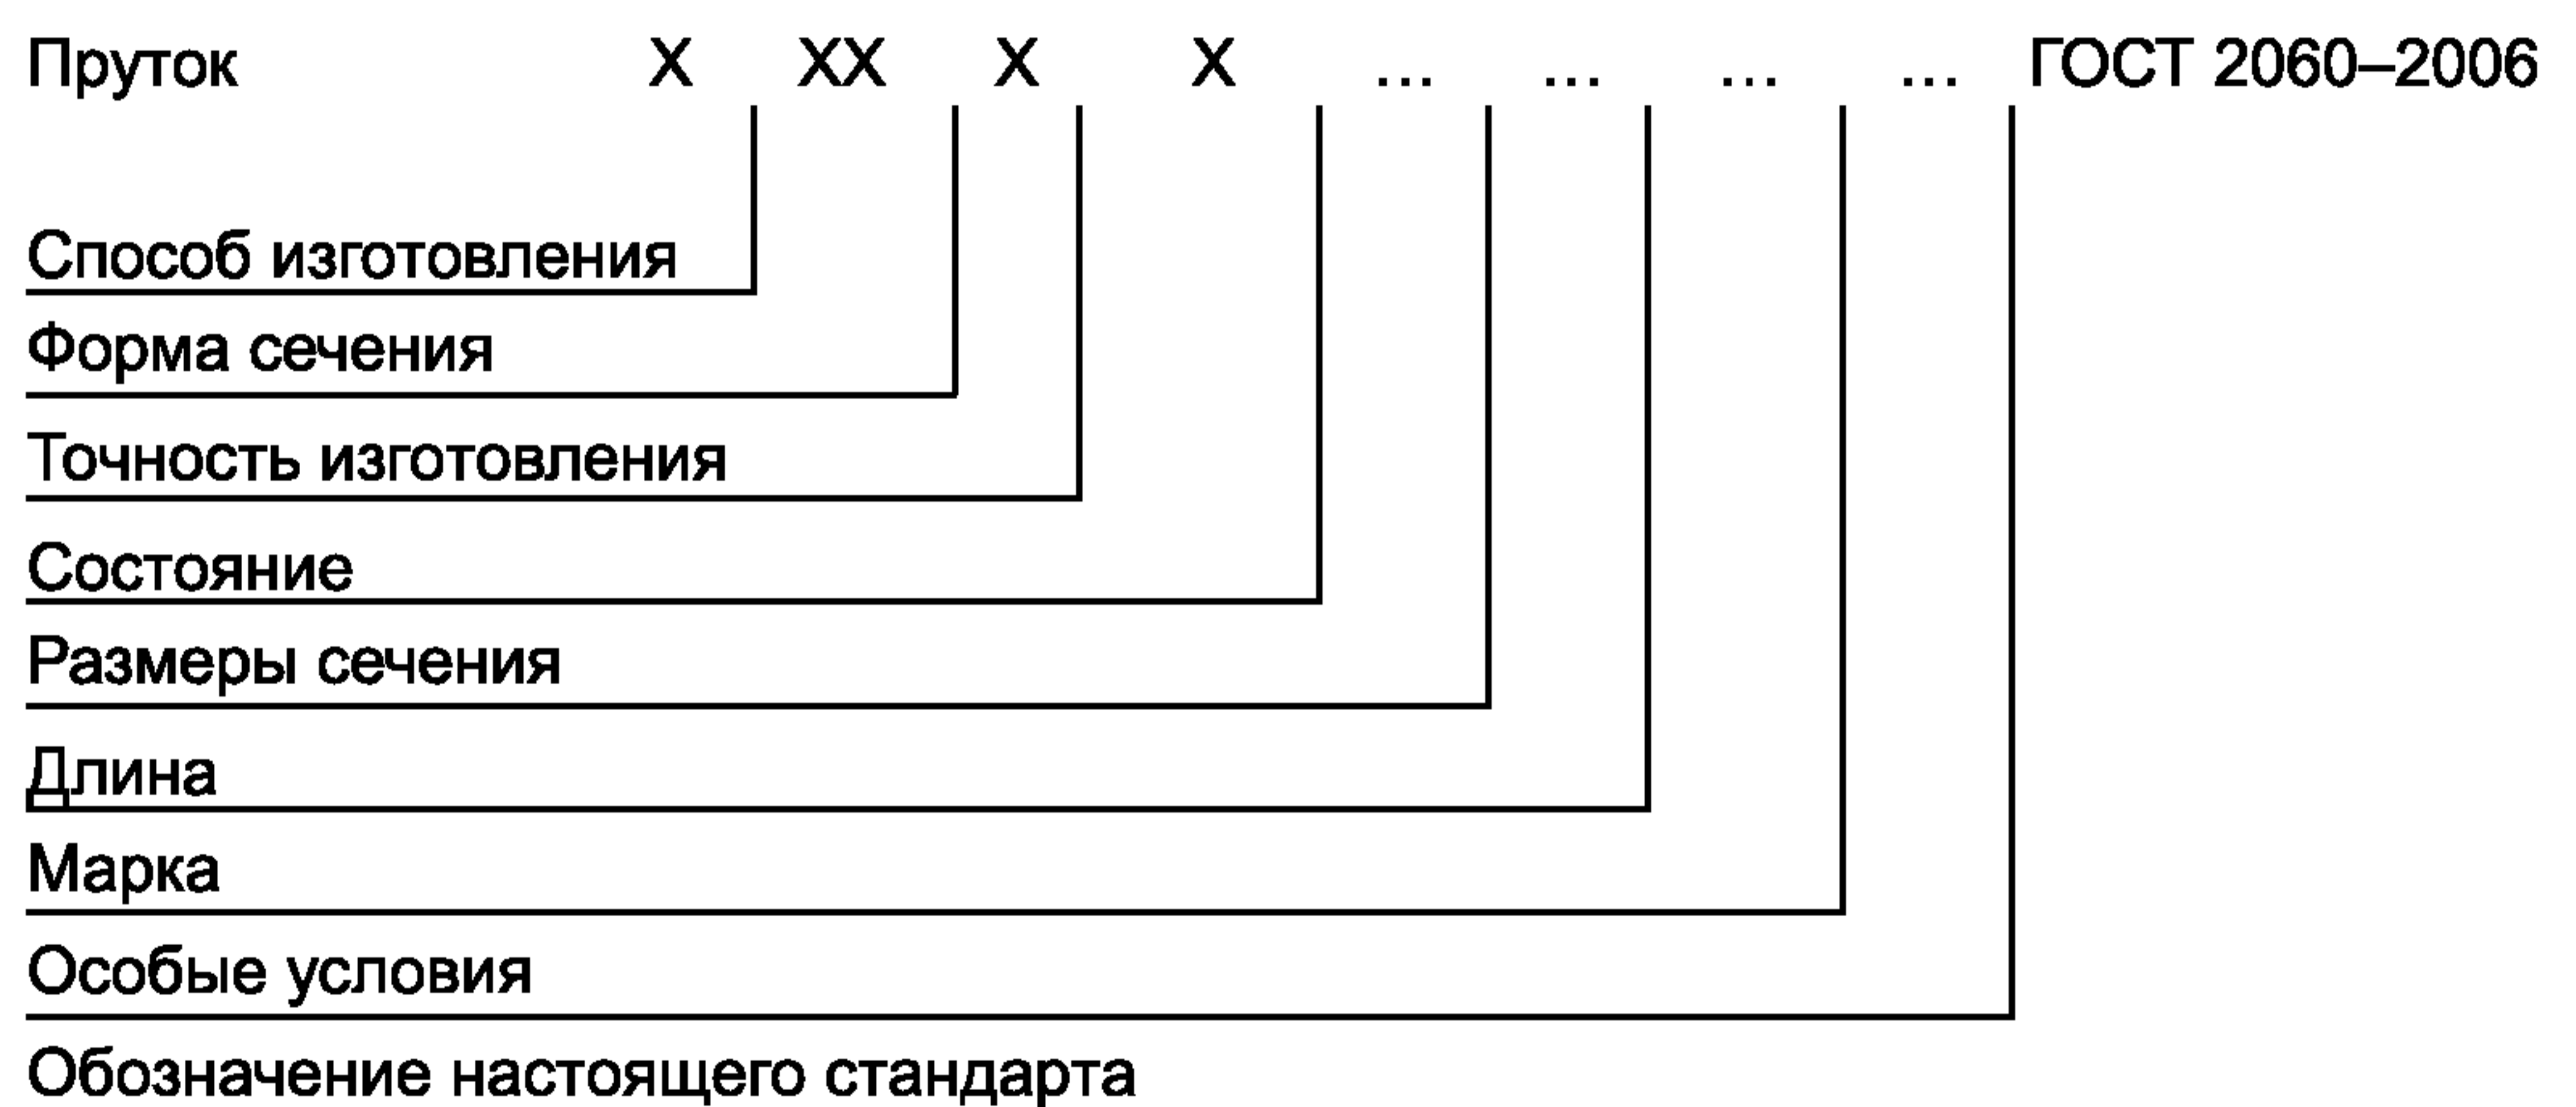 Пруток X XX X X ... ... ... ... ГОСТ 2060–2006
Способ изготовления
Форма сечения
Точность изготовления
Состояние
Размеры сечения
Длина
Марка
Особые условия
Обозначение настоящего стандарта